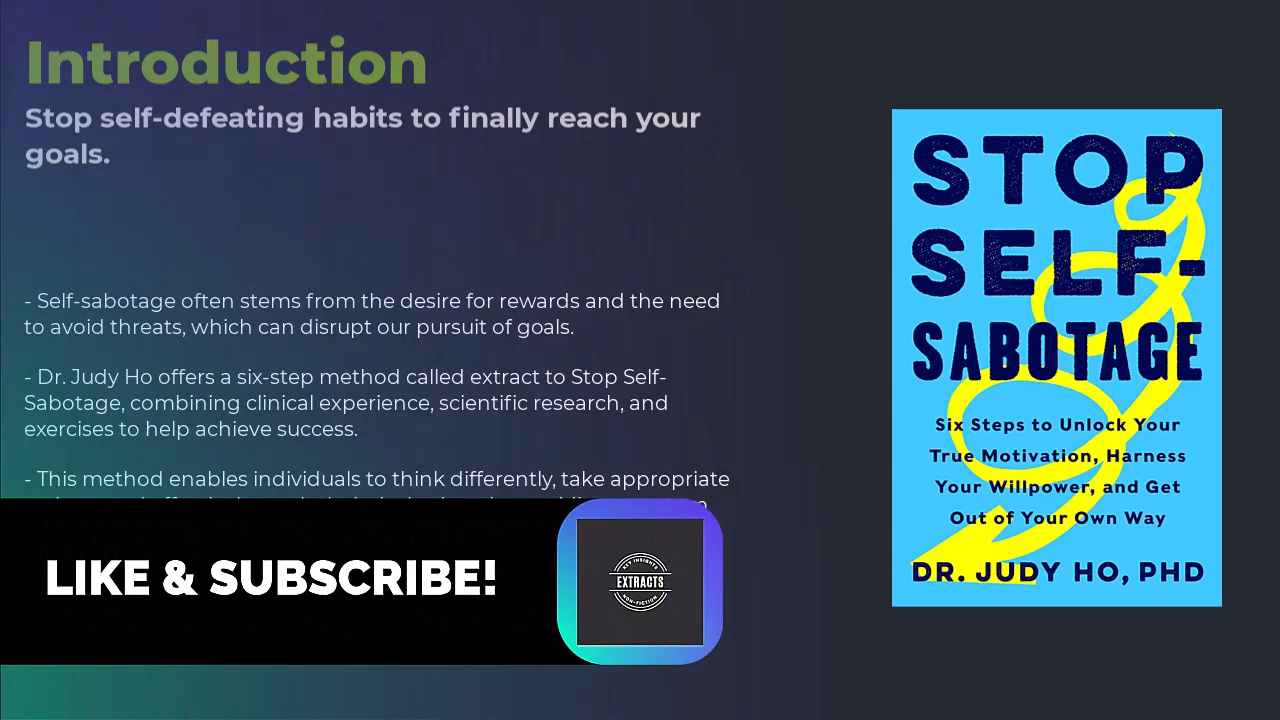 Introduction
Stop self-defeating habits to finally reach your
goals.
- Self-sabotage often stems from the desire for rewards and the need
to avoid threats, which can disrupt our pursuit of goals.
- Dr. Judy Ho offers a six-step method called extract to Stop Self-
Sabotage, combining clinical experience, scientific research, and
exercises to help achieve success.
- This method enables individuals to think differently, take appropriate
LIKE & SUBSCRIBE!
KEY INSIGHTS
EXTRACTS
NON-FICTION
STOP
SELF-
SABOTAGE
Six Steps to Unlock Your
True Motivation, Harness
Your Willpower, and Get
Out of Your Own Way
DR. JUDY HO, PHD